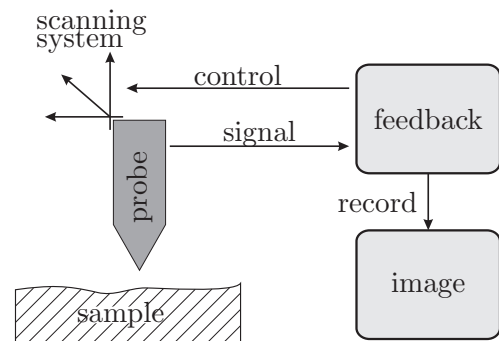 scanning
system
control
feedback
signal
probe
record
image
sample